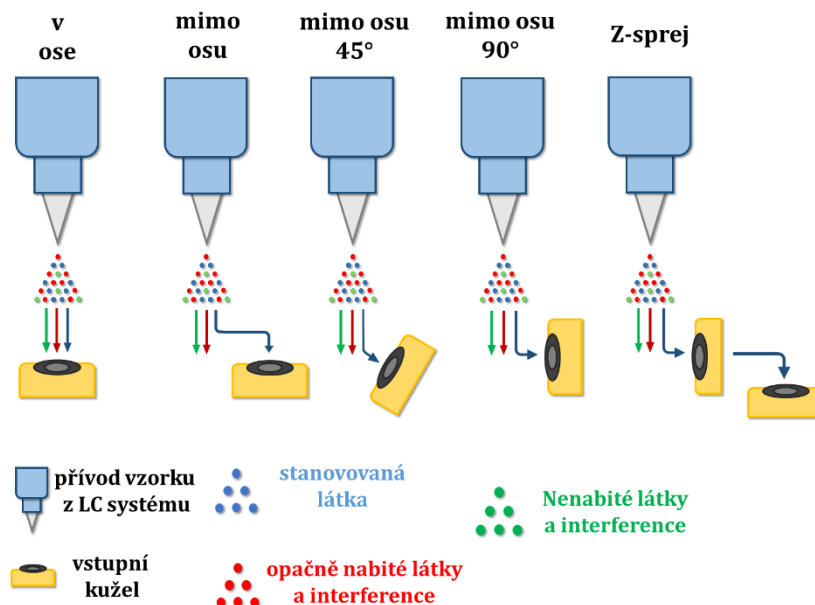 v
ose
mimo
osu
mimo osu
45°
mimo osu
90°
Z-sprej
přívod vzorku
z LC systému
stanovovaná
látka
Nenabité látky
a interference
vstupní
kužel
opačně nabité látky
a interference